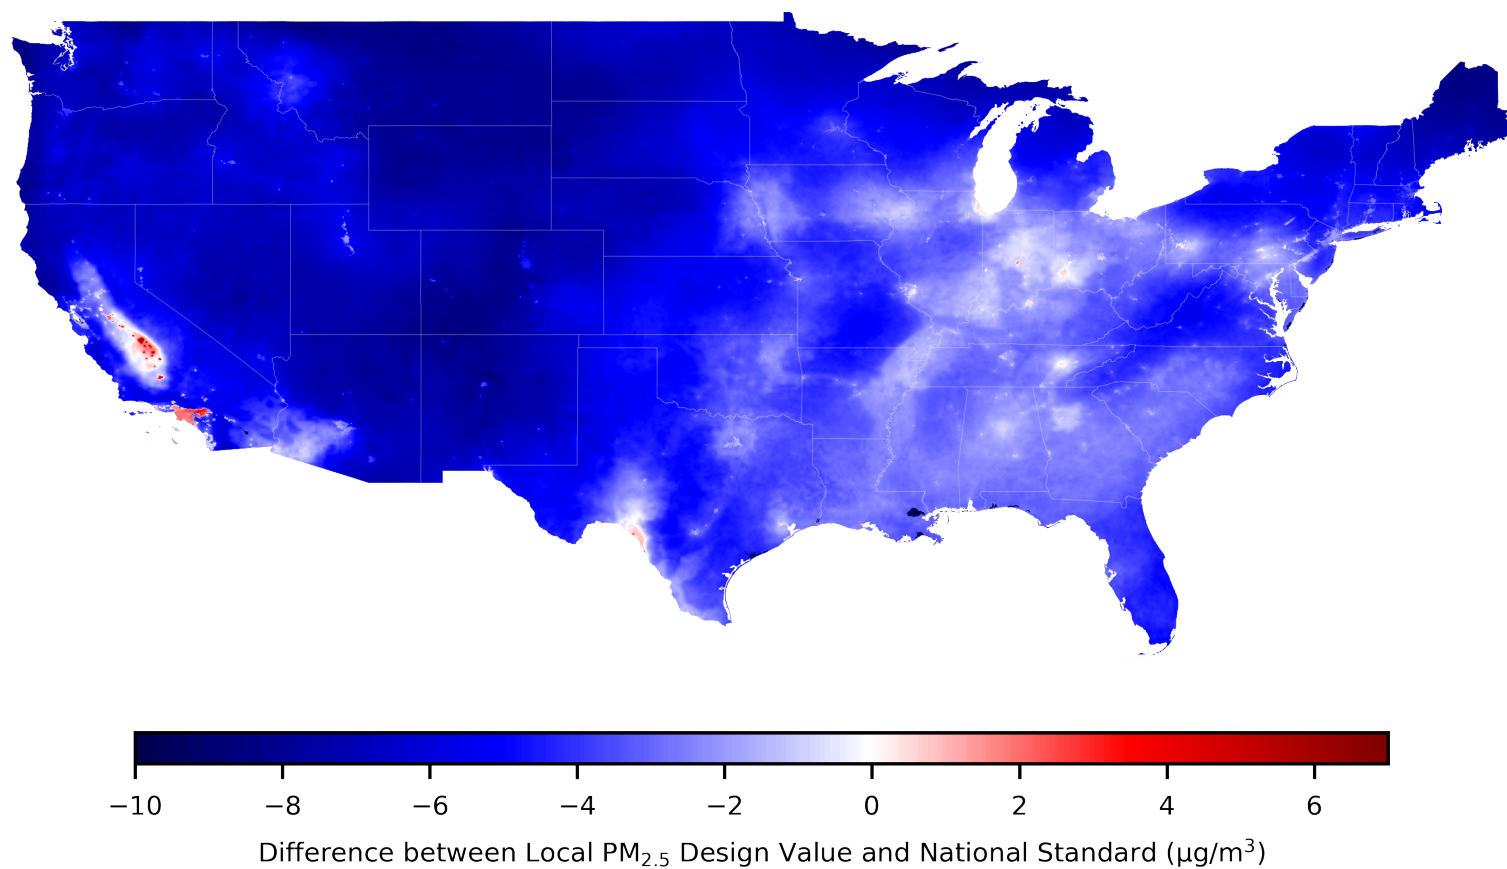 −10 −8 −6 −4 −2 0 2 4 6
Difference between Local PM₂.₅ Design Value and National Standard (µg/m³)